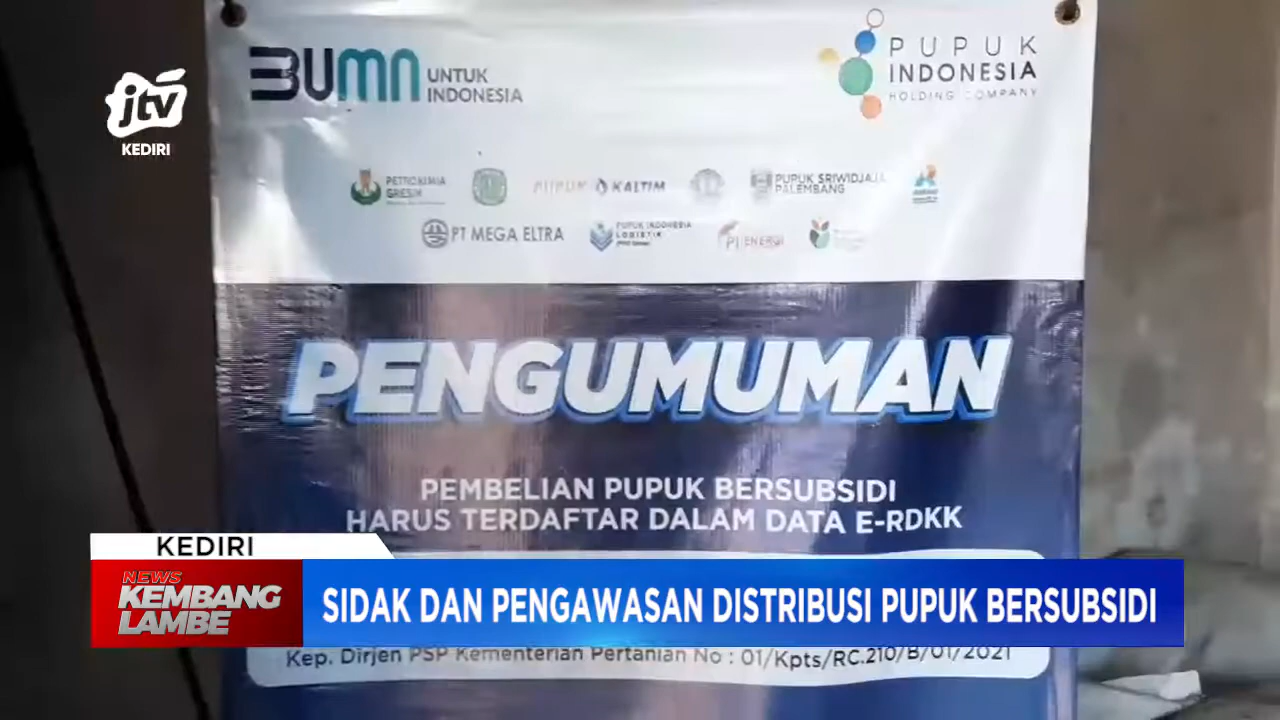 BUMN UNTUK INDONESIA
PUPUK INDONESIA
HOLDING COMPANY
jtv
KEDIRI
PETROKIMIA GRESIK
PUPUK KALTIM
PUPUK SRIWIDJAJA PALEMBANG
PT MEGA ELTRA
PUPUK INDONESIA LOGISTIK
PI ENERGI
PENGUMUMAN
PEMBELIAN PUPUK BERSUBSIDI
HARUS TERDAFTAR DALAM DATA E-RDKK
KEDIRI
NEWS
KEMBANG
LAMBE
SIDAK DAN PENGAWASAN DISTRIBUSI PUPUK BERSUBSIDI
Kep. Dirjen PSP Kementerian Pertanian No : 01/Kpts/RC.210/B/01/2021